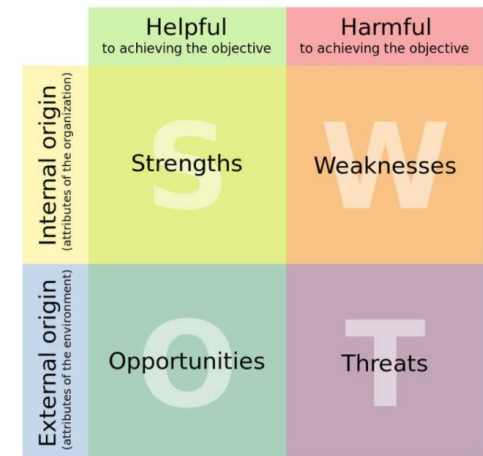 Helpful
to achieving the objective
Harmful
to achieving the objective
Internal origin
(attributes of the organization)
S
Strengths
W
Weaknesses
External origin
(attributes of the environment)
O
Opportunities
T
Threats